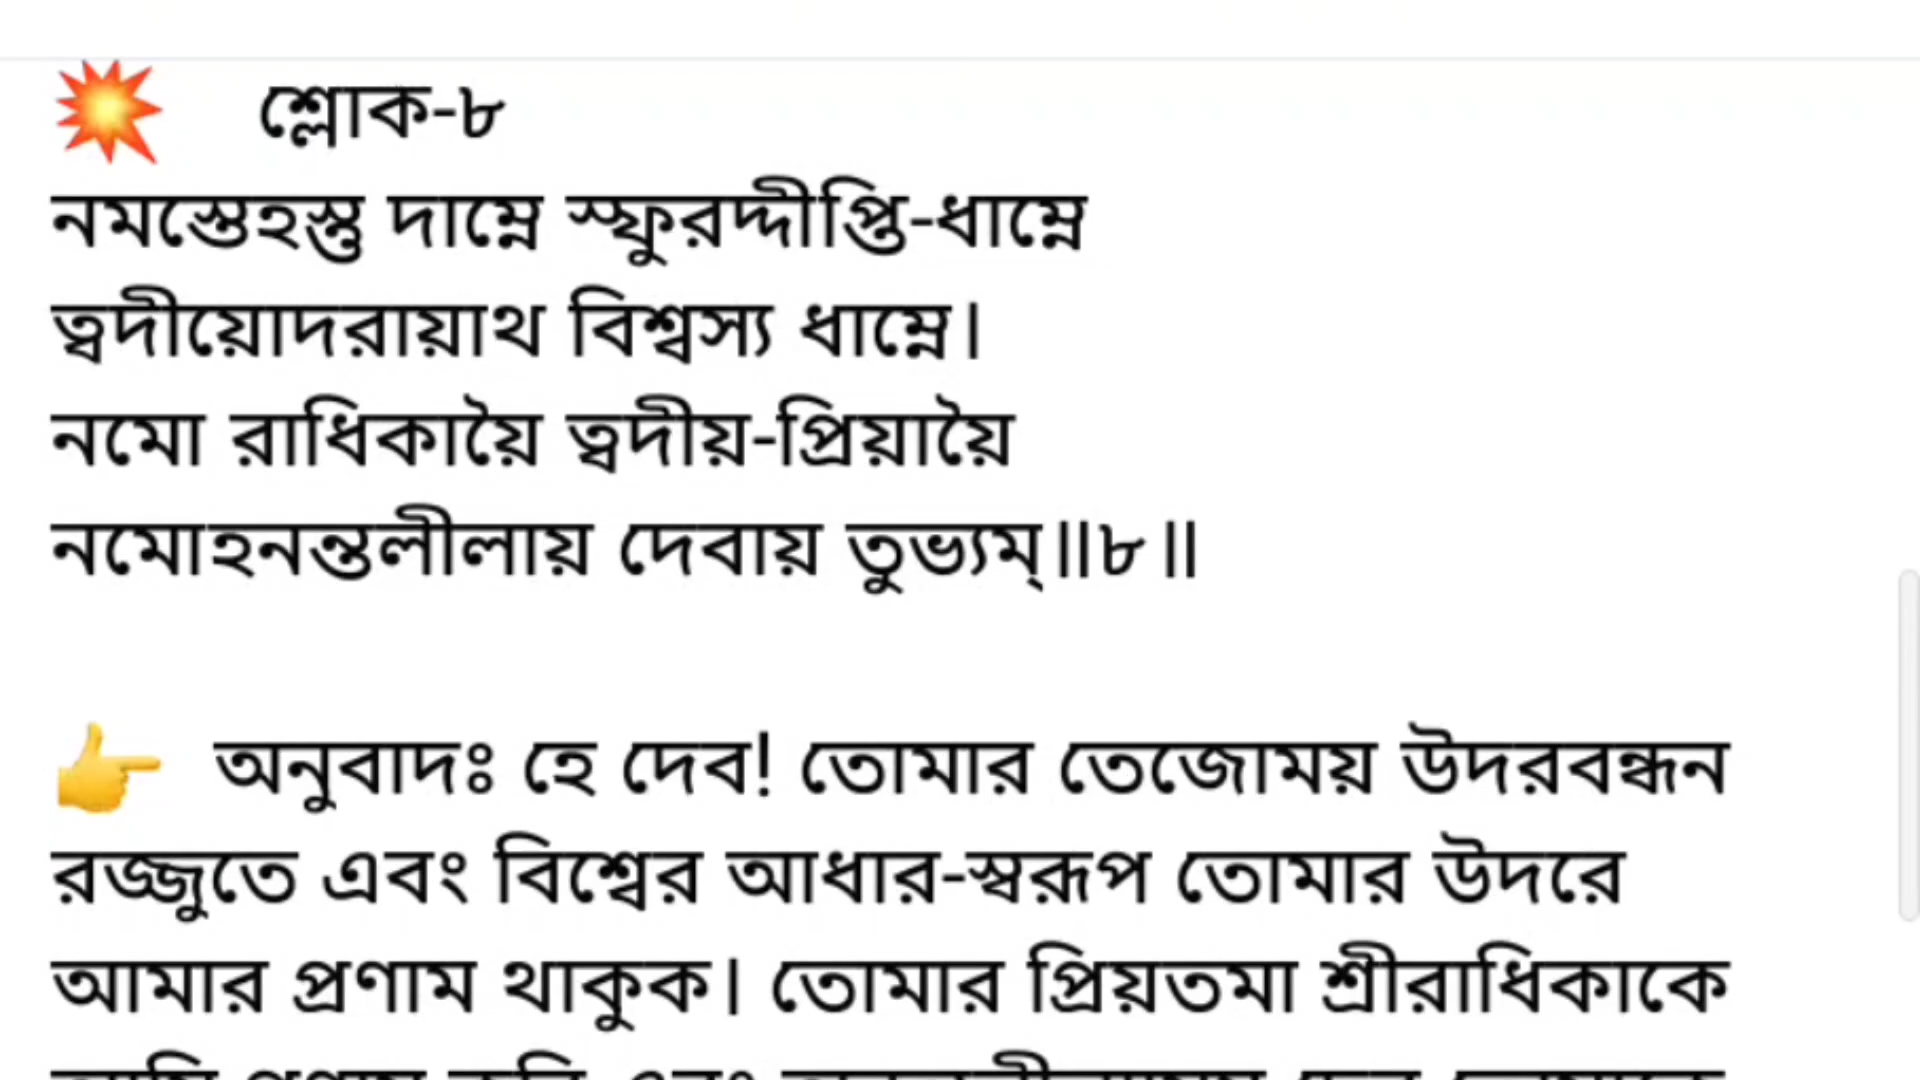 💥 শ্লোক-৮
নমস্তেহস্তু দাম্নে স্ফুরদ্দীপ্তি-ধাম্নে
ত্বদীয়োদরায়াথ বিশ্বস্য ধাম্নে।
নমো রাধিকায়ৈ ত্বদীয়-প্রিয়ায়ৈ
নমোহনন্তলীলায় দেবায় তুভ্যম্॥৮॥
👉 অনুবাদঃ হে দেব! তোমার তেজোময় উদরবন্ধন
রজ্জুতে এবং বিশ্বের আধার-স্বরূপ তোমার উদরে
আমার প্রণাম থাকুক। তোমার প্রিয়তমা শ্রীরাধিকাকে